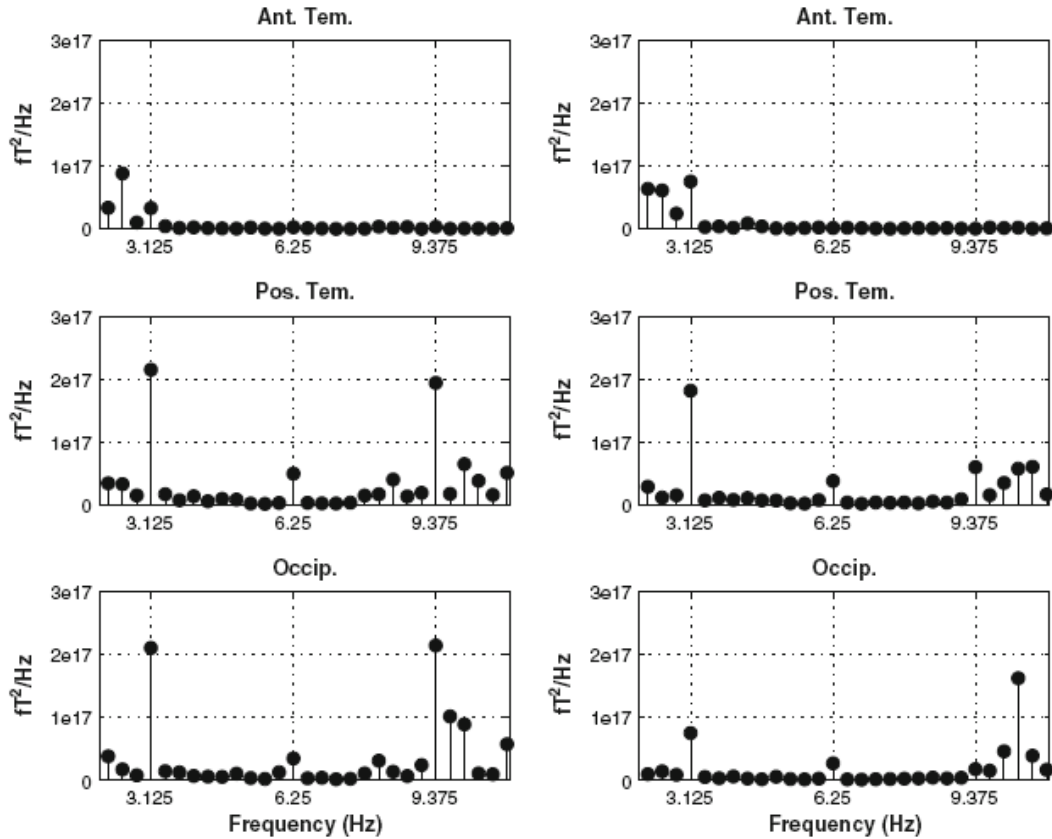 Ant. Tem.
3e17
2e17
1e17
0
fT²/Hz
3.125 6.25 9.375
Ant. Tem.
3e17
2e17
1e17
0
fT²/Hz
3.125 6.25 9.375
Pos. Tem.
3e17
2e17
1e17
0
fT²/Hz
3.125 6.25 9.375
Pos. Tem.
3e17
2e17
1e17
0
fT²/Hz
3.125 6.25 9.375
Occip.
3e17
2e17
1e17
0
fT²/Hz
3.125 6.25 9.375
Frequency (Hz)
Occip.
3e17
2e17
1e17
0
fT²/Hz
3.125 6.25 9.375
Frequency (Hz)